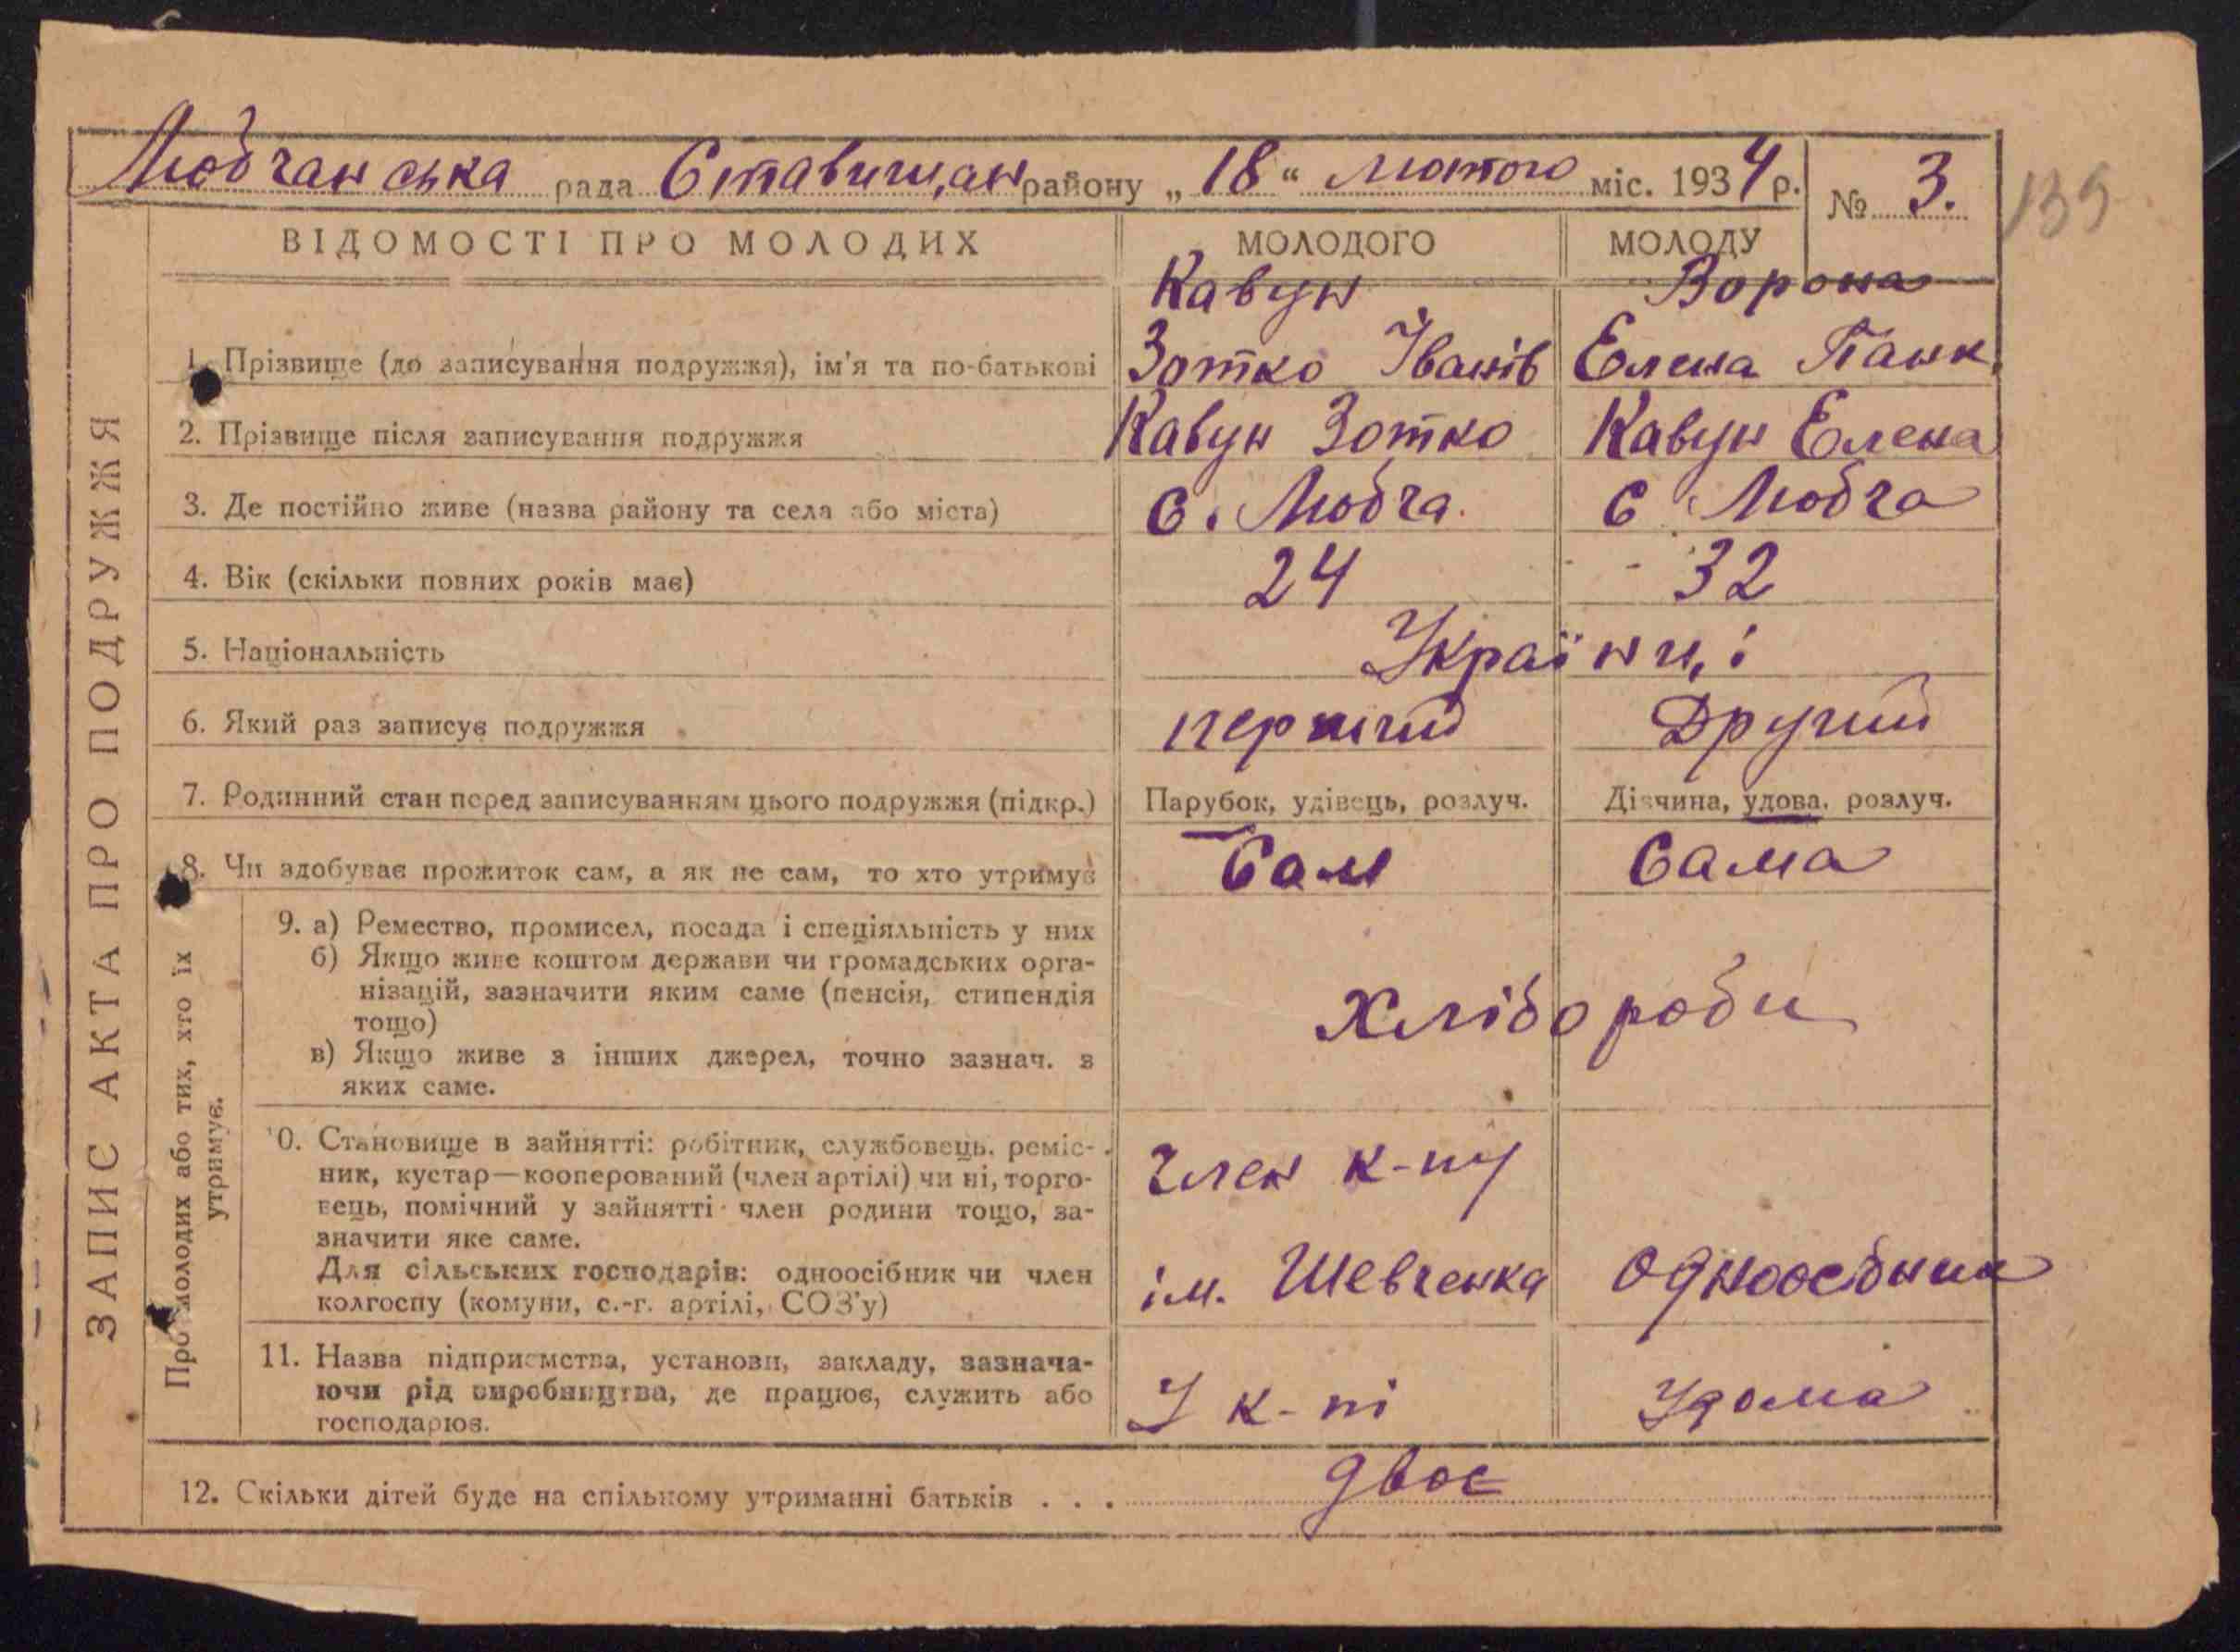 Любчанська рада Ставищан району „ 18 “ лютого міс. 1934 р. № 3.
135
ЗАПИС АКТА ПРО ПОДРУЖЖЯ
ВІДОМОСТІ ПРО МОЛОДИХ МОЛОДОГО МОЛОДУ
Кавун Ворона
1. Прізвище (до записування подружжя), ім'я та по-батькові Зотко Іванів Елена Панк.
2. Прізвище після записування подружжя Кавун Зотко Кавун Елена
3. Де постійно живе (назва району та села або міста) С. Любча. С Любча
4. Вік (скільки повних років має) 24 32
5. Національність Українці
6. Який раз записує подружжя перший Другий
7. Родинний стан перед записуванням цього подружжя (підкр.) Парубок, удівець, розлуч. Дівчина, удова, розлуч.
8. Чи здобуває прожиток сам, а як не сам, то хто утримує Сам Сама
Про молодих або тих, хто їх
утримує.
9. а) Ремество, промисел, посада і спеціяльність у них
б) Якщо живе коштом держави чи громадських орга-
нізацій, зазначити яким саме (пенсія, стипендія
тощо)
в) Якщо живе з інших джерел, точно зазнач. з
яких саме.
Хлібороби
10. Становище в зайнятті: робітник, службовець, реміс-
ник, кустар—кооперований (член артілі) чи ні, торго-
вець, помічний у зайнятті член родини тощо, за-
значити яке саме.
Для сільських господарів: одноосібник чи член
колгоспу (комуни, с.-г. артілі, СОЗ'у)
Член к-пу
ім. Шевченка одноосбник
11. Назва підприємства, установи, закладу, зазнача-
ючи рід виробництва, де працює, служить або
господарює.
У к-пі Удома
12. Скільки дітей буде на спільному утриманні батьків . . . двоє